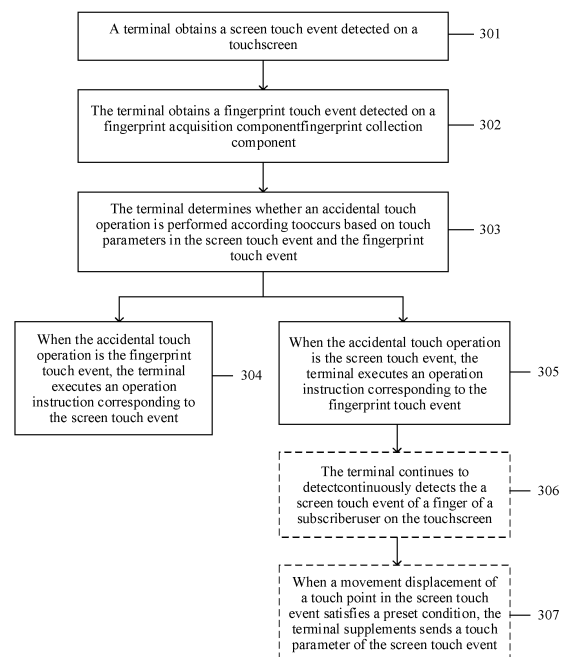 A terminal obtains a screen touch event detected on a
touchscreen
301
The terminal obtains a fingerprint touch event detected on a
fingerprint acquisition componentfingerprint collection
component
302
The terminal determines whether an accidental touch
operation is performed according tooccurs based on touch
parameters in the screen touch event and the fingerprint
touch event
303
When the accidental touch
operation is the fingerprint
touch event, the terminal
executes an operation
instruction corresponding to
the screen touch event
304
When the accidental touch operation
is the screen touch event, the
terminal executes an operation
instruction corresponding to the
fingerprint touch event
305
The terminal continues to
detectcontinuously detects the a
screen touch event of a finger of a
subscriberuser on the touchscreen
306
When a movement displacement of
a touch point in the screen touch
event satisfies a preset condition, the
terminal supplements sends a touch
parameter of the screen touch event
307